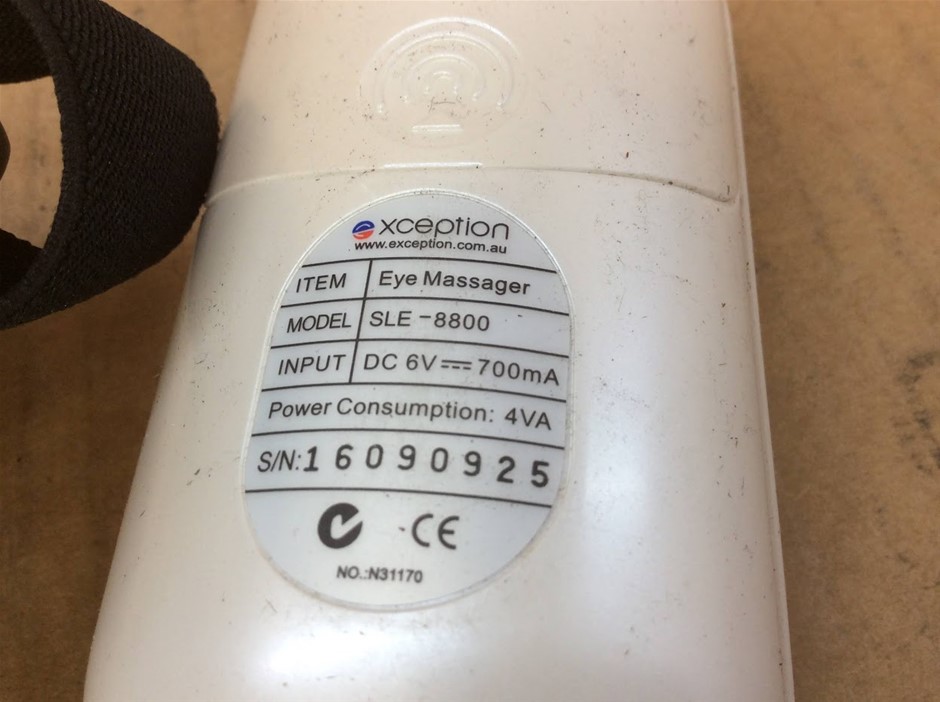 exception
www.exception.com.au
ITEM Eye Massager
MODEL SLE -8800
INPUT DC 6V⎓700mA
Power Consumption: 4VA
S/N:16090925
CE
NO.:N31170